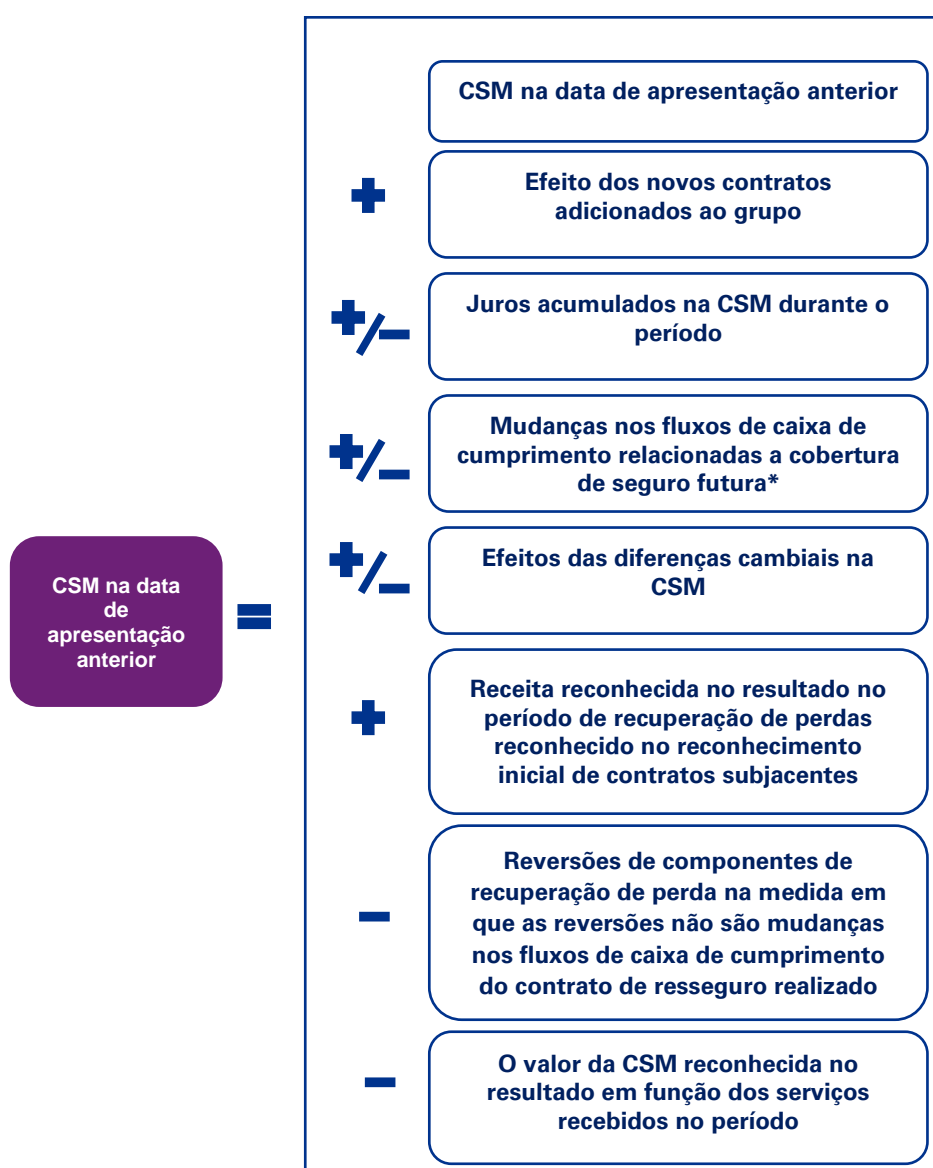 CSM na data de apresentação anterior
+
Efeito dos novos contratos
adicionados ao grupo
+/–
Juros acumulados na CSM durante o
período
+/–
Mudanças nos fluxos de caixa de
cumprimento relacionadas a cobertura
de seguro futura*
+/–
Efeitos das diferenças cambiais na
CSM
CSM na data
de
apresentação
anterior
=
+
Receita reconhecida no resultado no
período de recuperação de perdas
reconhecido no reconhecimento
inicial de contratos subjacentes
–
Reversões de componentes de
recuperação de perda na medida em
que as reversões não são mudanças
nos fluxos de caixa de cumprimento
do contrato de resseguro realizado
–
O valor da CSM reconhecida no
resultado em função dos serviços
recebidos no período